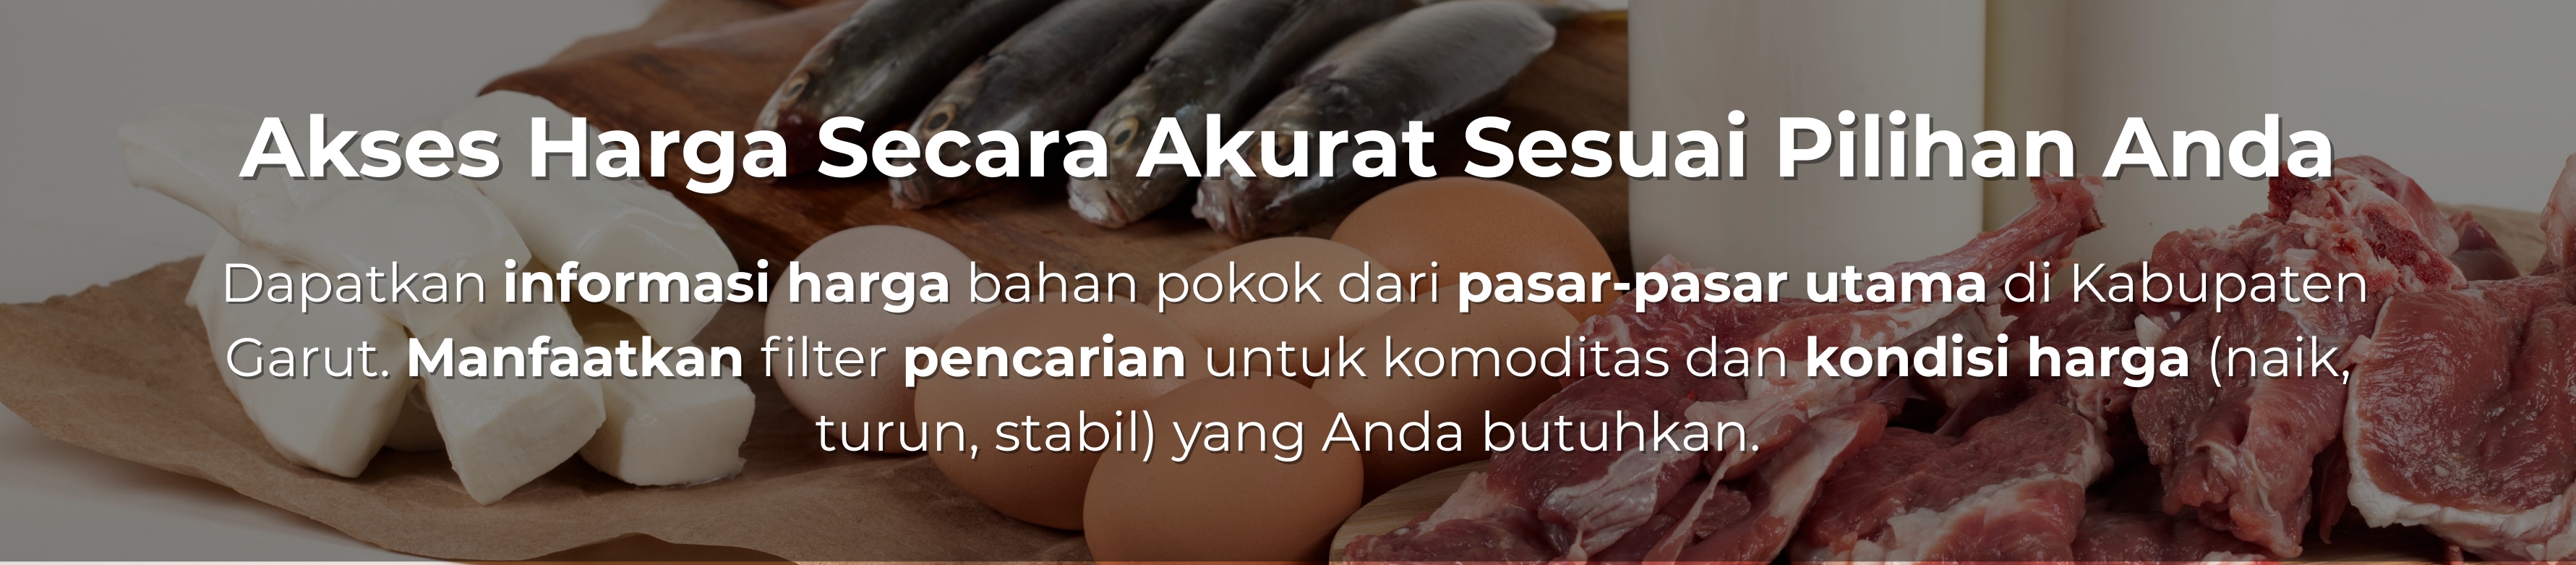 Akses Harga Secara Akurat Sesuai Pilihan Anda
Dapatkan informasi harga bahan pokok dari pasar-pasar utama di Kabupaten
Garut. Manfaatkan filter pencarian untuk komoditas dan kondisi harga (naik,
turun, stabil) yang Anda butuhkan.